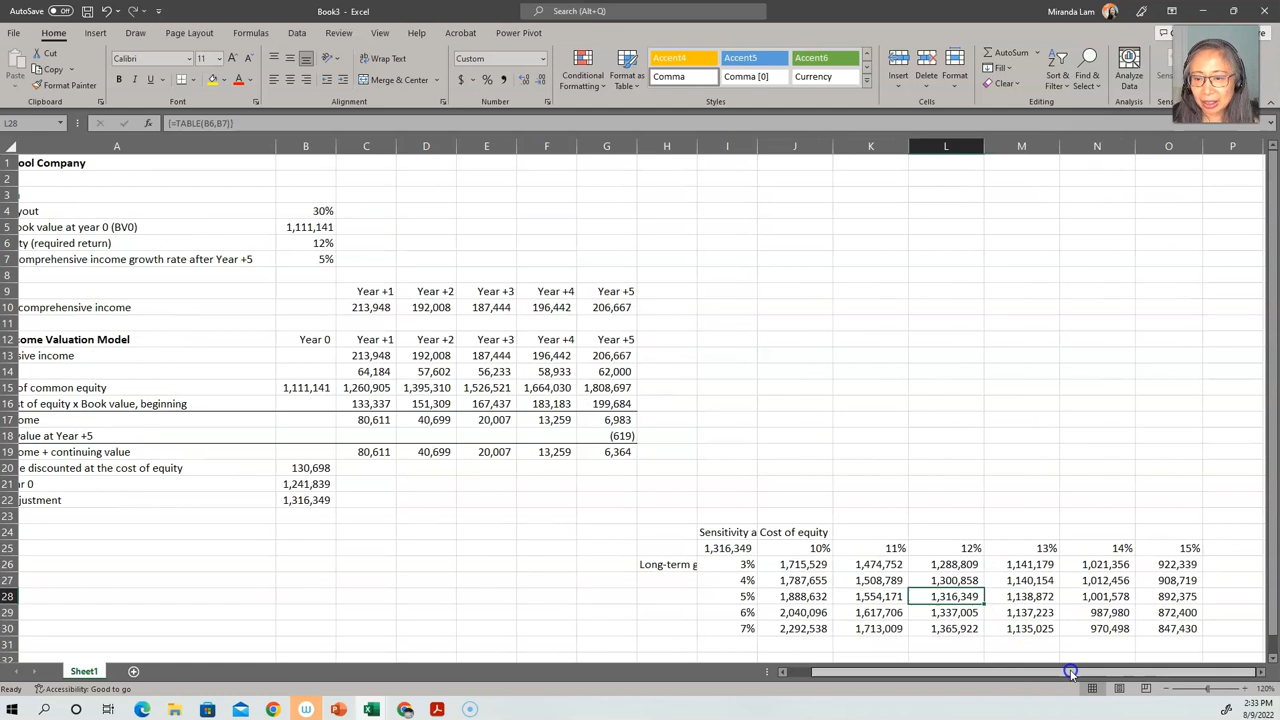 AutoSave Off Book3 - Excel Search (Alt+Q) Miranda Lam
File Home Insert Draw Page Layout Formulas Data Review View Help Acrobat Power Pivot
Cut Calibri 11 Wrap Text Custom Accent4 Accent5 Accent6 AutoSum
Copy Fill
Paste Format Painter B I U Merge & Center $ % Conditional Formatting Format as Table Comma Comma [0] Currency Insert Delete Format Clear Sort & Filter Find & Select Analyze Data
Clipboard Font Alignment Number Styles Cells Editing Analysis
L28 {=TABLE(B6,B7)}
A B C D E F G H I J K L M N O P
1 ool Company
2
3
4 yout 30%
5 ook value at year 0 (BV0) 1,111,141
6 ty (required return) 12%
7 comprehensive income growth rate after Year +5 5%
8
9 Year +1 Year +2 Year +3 Year +4 Year +5
10 comprehensive income 213,948 192,008 187,444 196,442 206,667
11
12 ome Valuation Model Year 0 Year +1 Year +2 Year +3 Year +4 Year +5
13 sive income 213,948 192,008 187,444 196,442 206,667
14 64,184 57,602 56,233 58,933 62,000
15 of common equity 1,111,141 1,260,905 1,395,310 1,526,521 1,664,030 1,808,697
16 st of equity x Book value, beginning 133,337 151,309 167,437 183,183 199,684
17 ome 80,611 40,699 20,007 13,259 6,983
18 value at Year +5 (619)
19 ome + continuing value 80,611 40,699 20,007 13,259 6,364
20 e discounted at the cost of equity 130,698
21 ar 0 1,241,839
22 justment 1,316,349
23
24 Sensitivity a Cost of equity
25 1,316,349 10% 11% 12% 13% 14% 15%
26 Long-term g 3% 1,715,529 1,474,752 1,288,809 1,141,179 1,021,356 922,339
27 4% 1,787,655 1,508,789 1,300,858 1,140,154 1,012,456 908,719
28 5% 1,888,632 1,554,171 1,316,349 1,138,872 1,001,578 892,375
29 6% 2,040,096 1,617,706 1,337,005 1,137,223 987,980 872,400
30 7% 2,292,538 1,713,009 1,365,922 1,135,025 970,498 847,430
31
32
Sheet1
Ready Accessibility: Good to go 120%
2:33 PM
8/9/2022